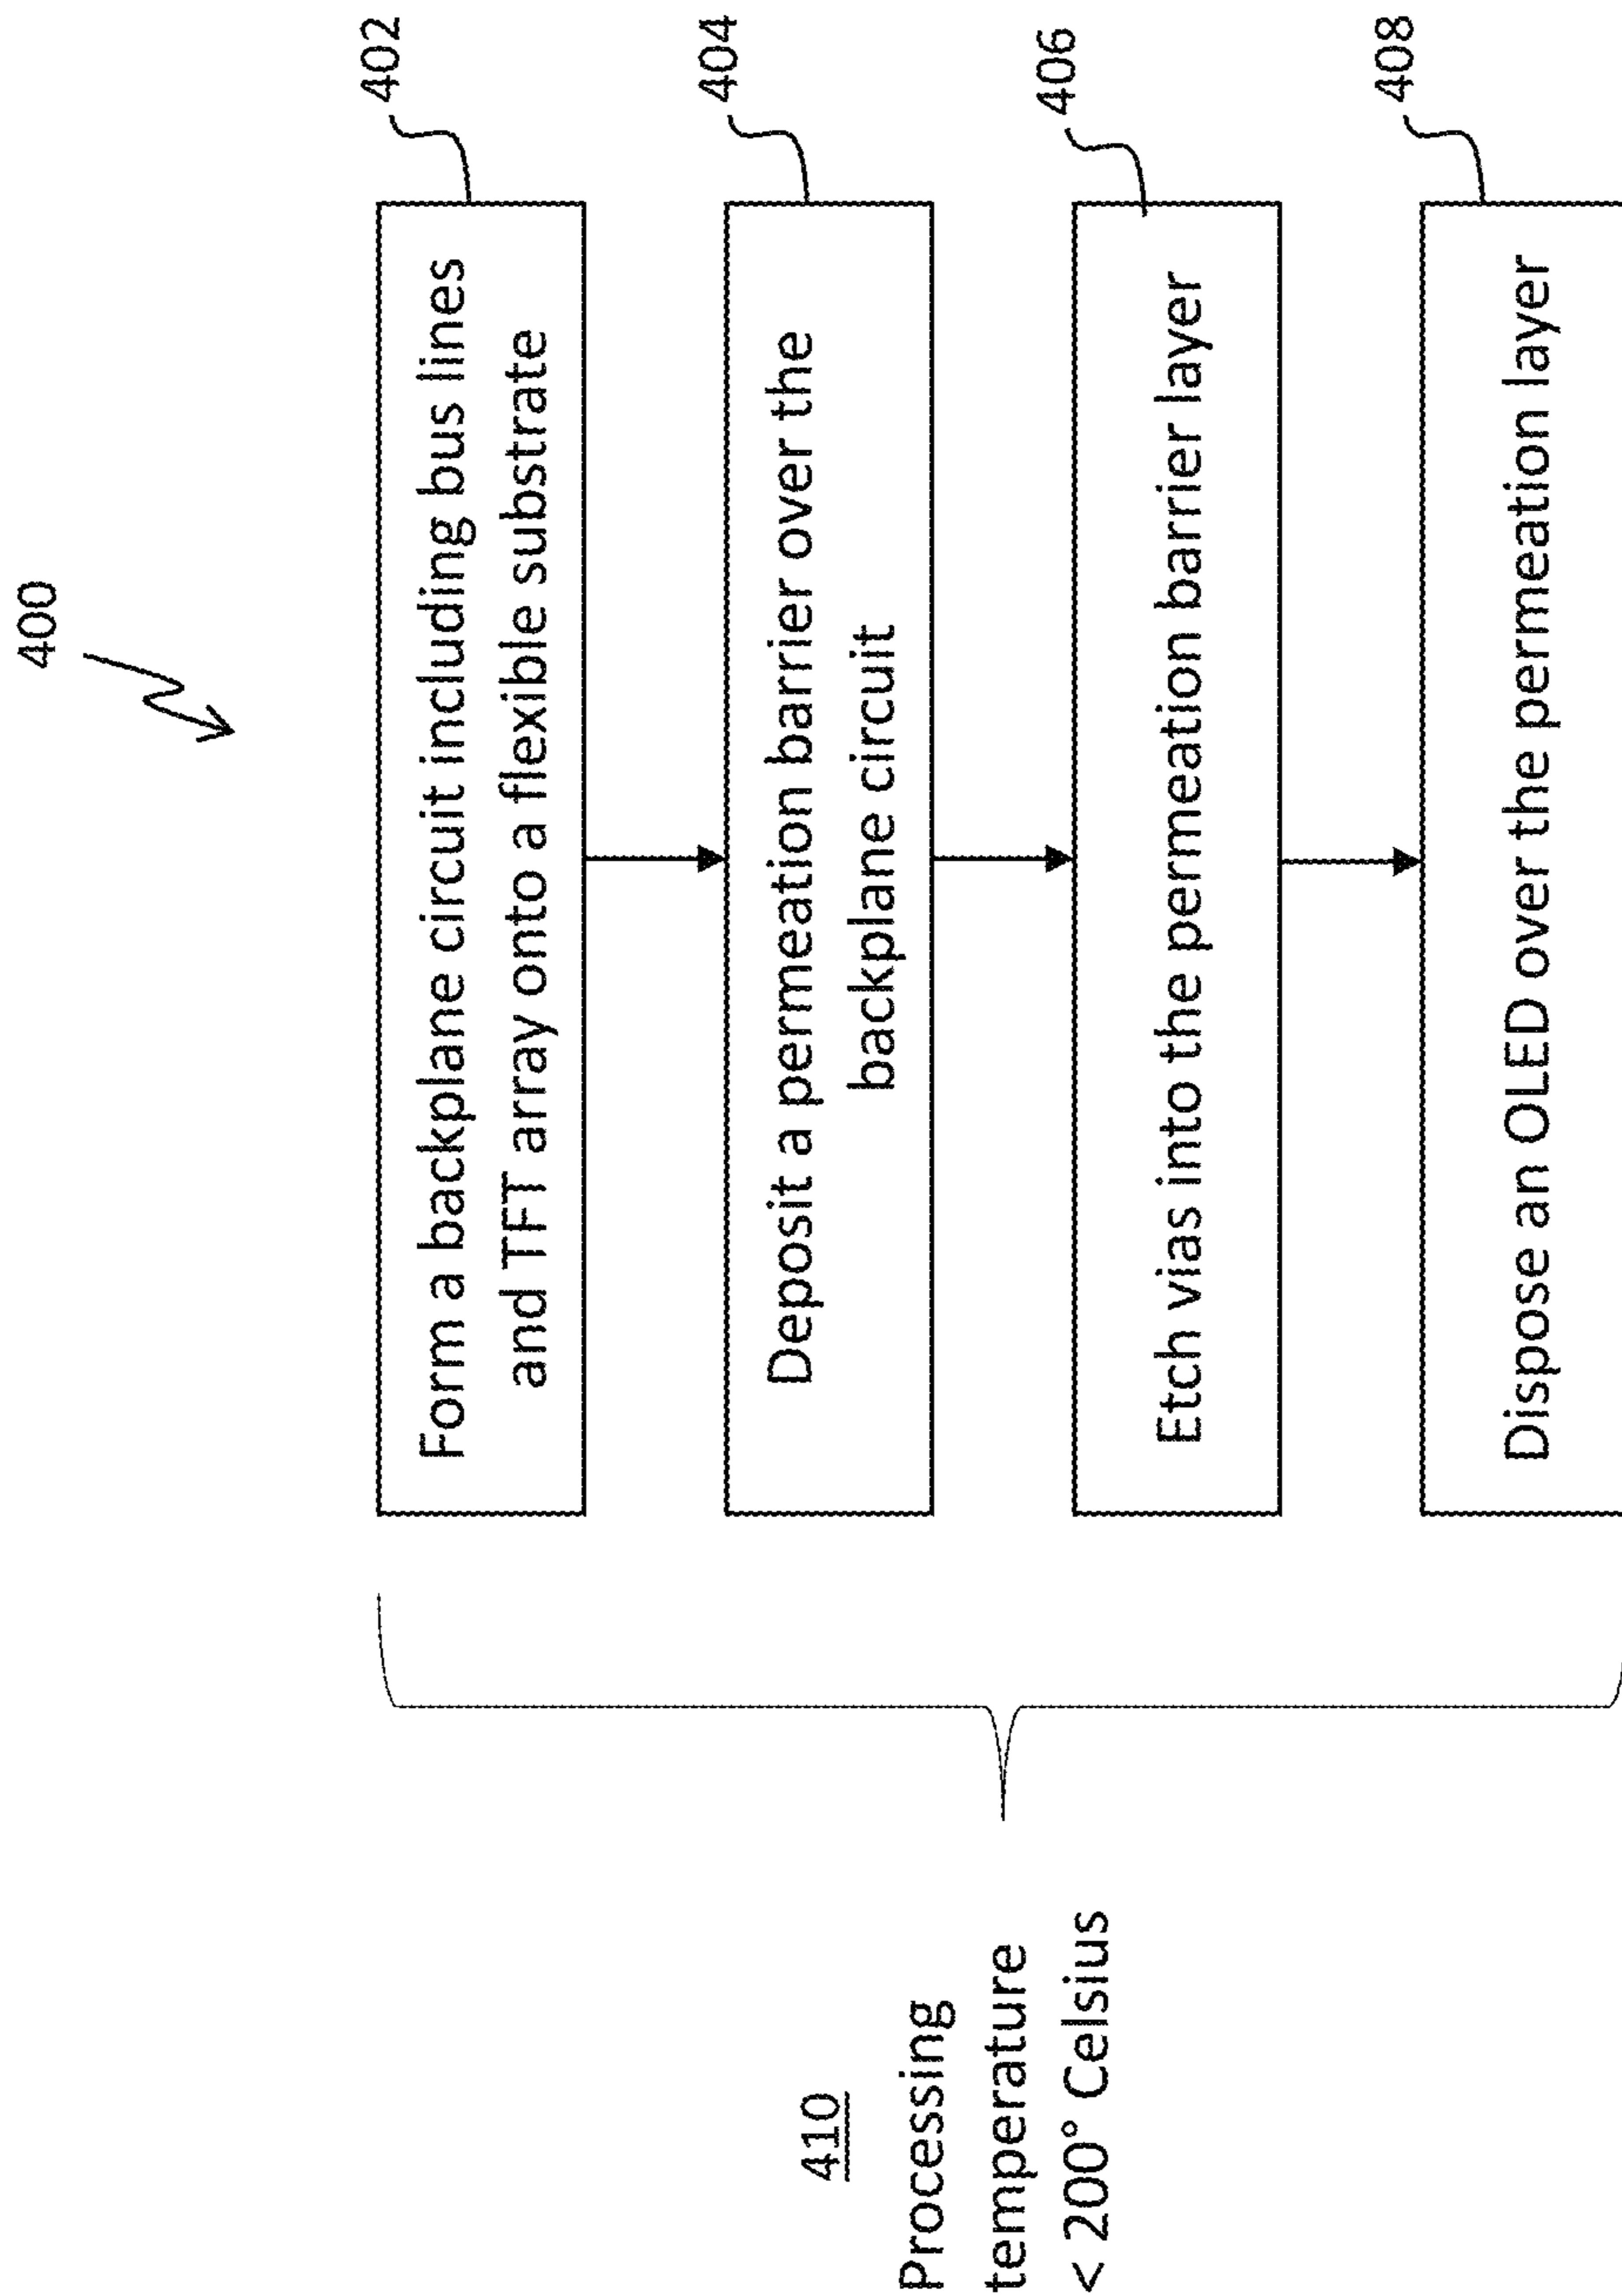 400
402
Form a backplane circuit including bus lines
and TFT array onto a flexible substrate
404
Deposit a permeation barrier over the
backplane circuit
406
Etch vias into the permeation barrier layer
408
Dispose an OLED over the permeation layer
410
Processing
temperature
< 200° Celsius